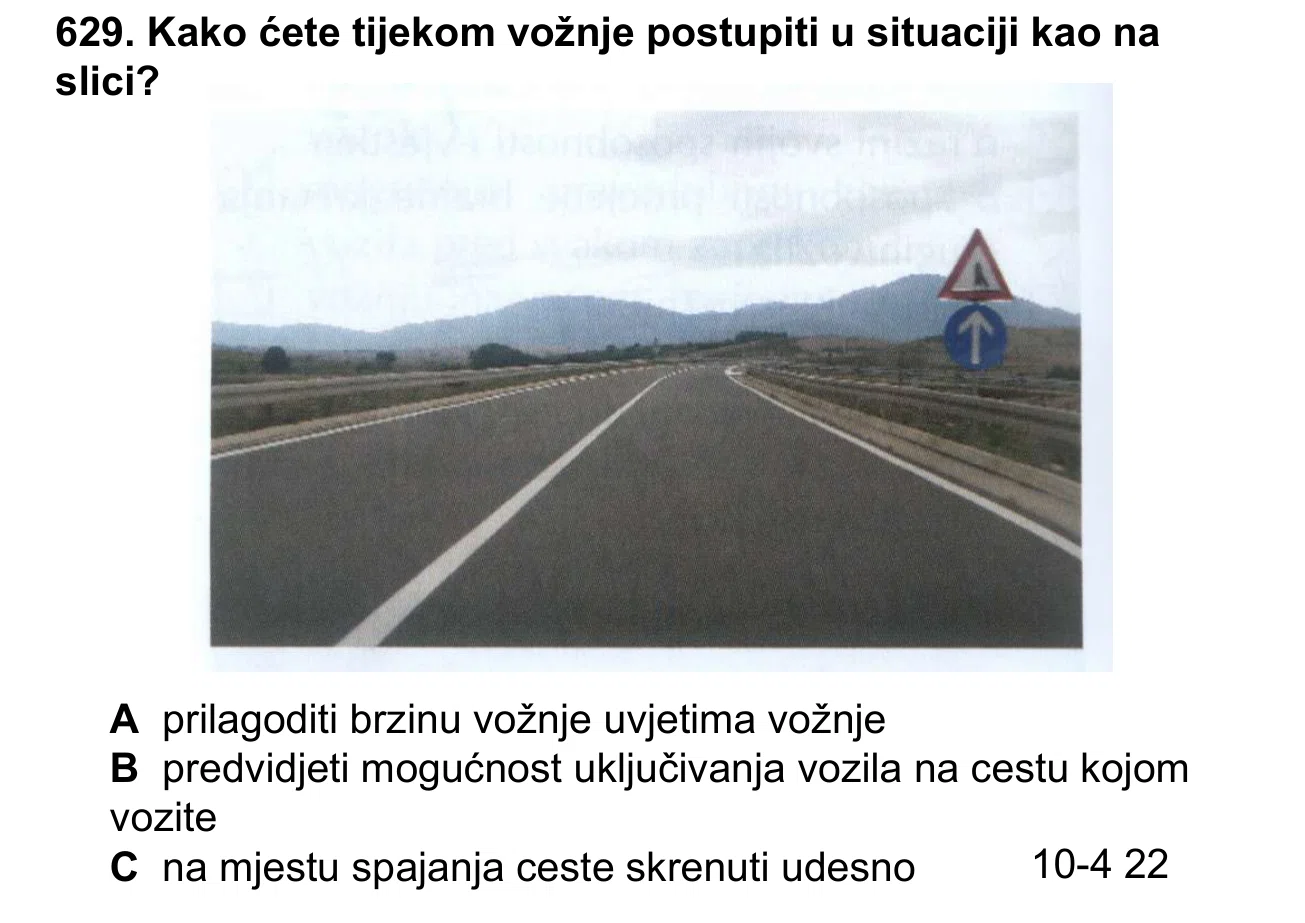 629. Kako ćete tijekom vožnje postupiti u situaciji kao na
slici?
A prilagoditi brzinu vožnje uvjetima vožnje
B predvidjeti mogućnost uključivanja vozila na cestu kojom
vozite
C na mjestu spajanja ceste skrenuti udesno
10-4 22